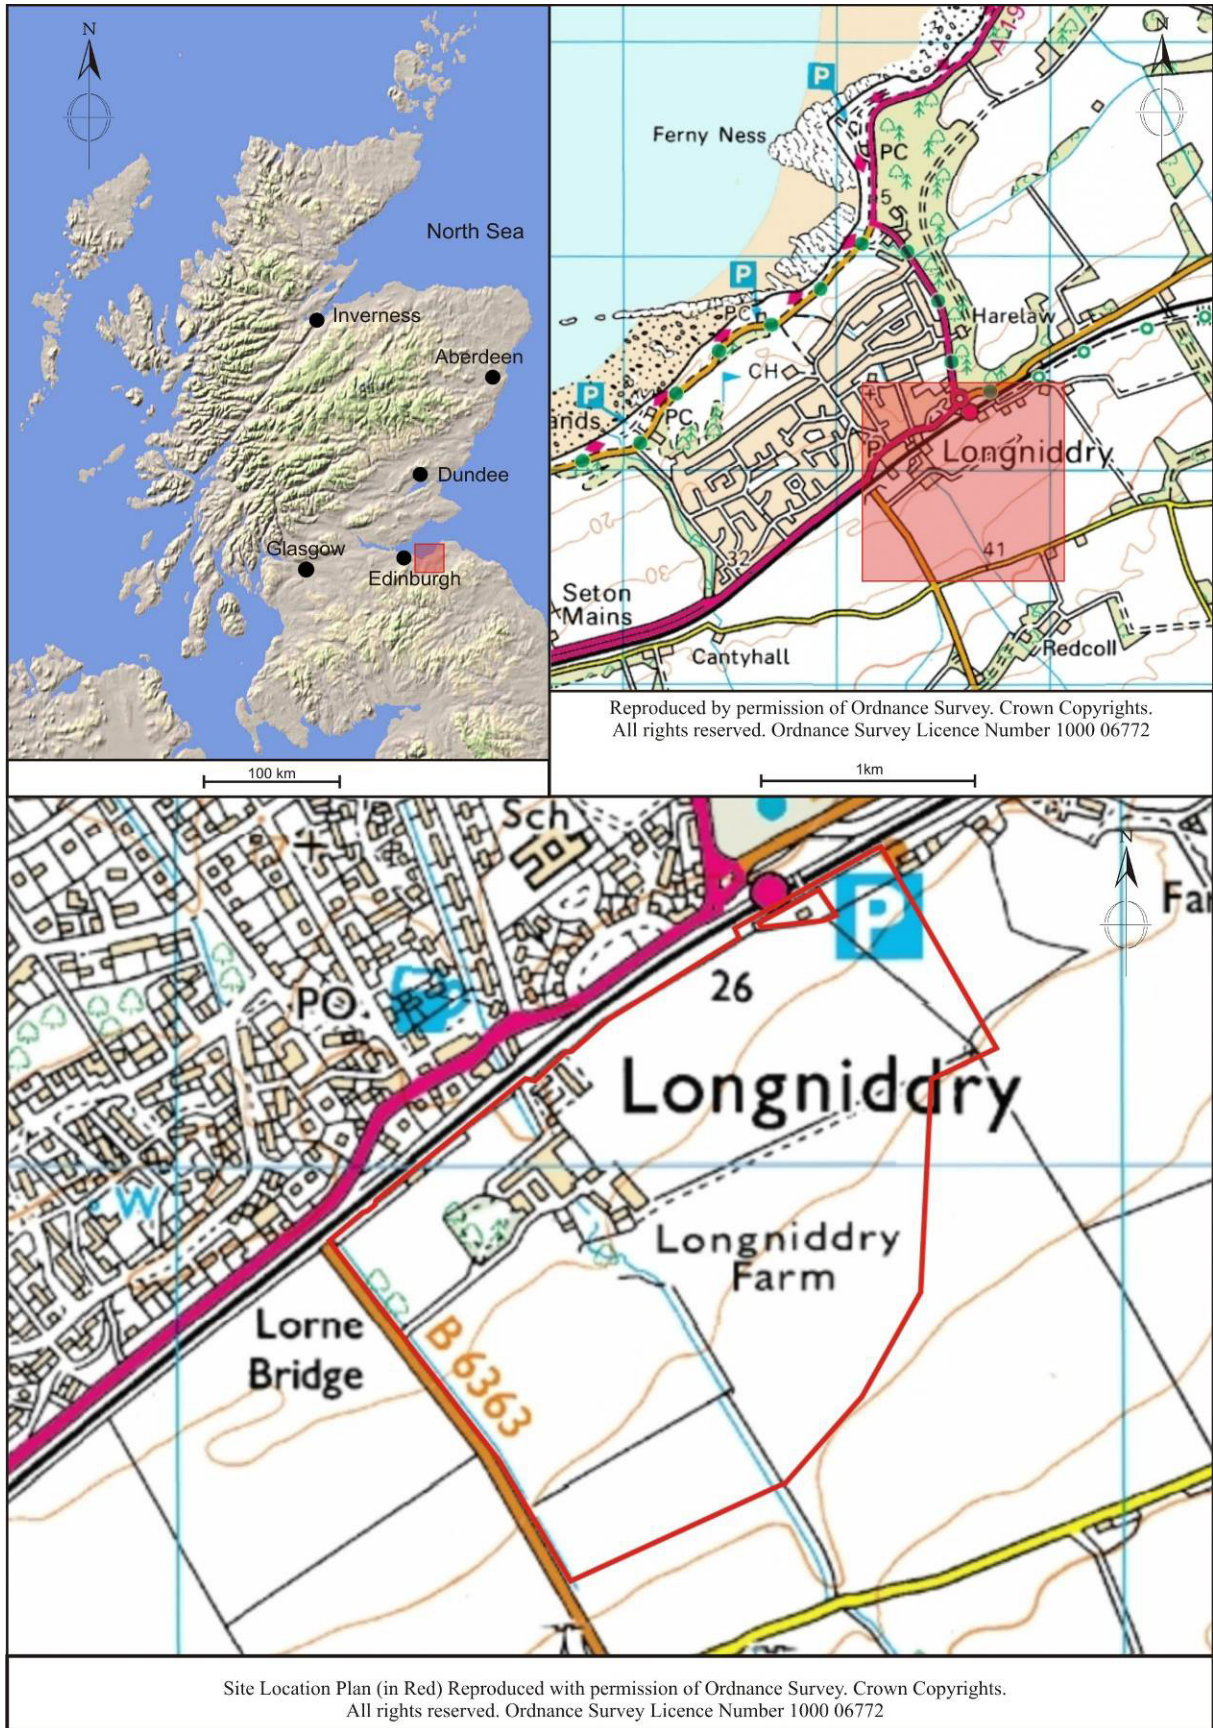 N
North Sea
Inverness
Aberdeen
Dundee
Glasgow
Edinburgh
100 km
N
P
Ferny Ness
PC
5
P
PC
Harelaw
CH
P
PC
ands
P
Longniddry
20
30
32
41
Seton
Mains
Cantyhall
Redcoll
Reproduced by permission of Ordnance Survey. Crown Copyrights.
All rights reserved. Ordnance Survey Licence Number 1000 06772
1km
Sch
N
P
Far
26
PO
Longniddry
W
Longniddry
Farm
Lorne
Bridge
B 6363
Site Location Plan (in Red) Reproduced with permission of Ordnance Survey. Crown Copyrights.
All rights reserved. Ordnance Survey Licence Number 1000 06772